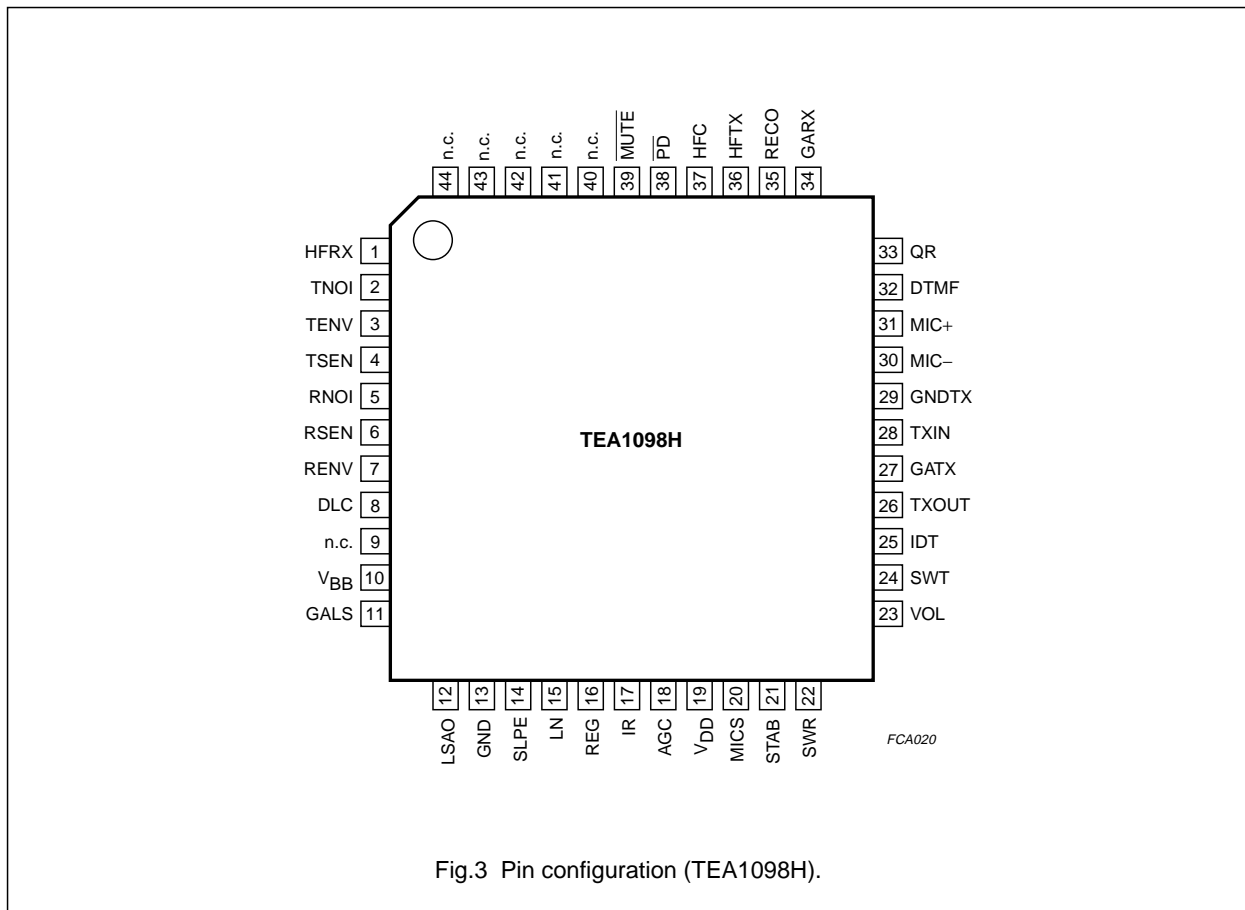 44 n.c.
43 n.c.
42 n.c.
41 n.c.
40 n.c.
39 MUTE
38 PD
37 HFC
36 HFTX
35 RECO
34 GARX
HFRX 1
TNOI 2
TENV 3
TSEN 4
RNOI 5
RSEN 6
RENV 7
DLC 8
n.c. 9
VBB 10
GALS 11
TEA1098H
33 QR
32 DTMF
31 MIC+
30 MIC−
29 GNDTX
28 TXIN
27 GATX
26 TXOUT
25 IDT
24 SWT
23 VOL
LSAO 12
GND 13
SLPE 14
LN 15
REG 16
IR 17
AGC 18
VDD 19
MICS 20
STAB 21
SWR 22
FCA020
Fig.3 Pin configuration (TEA1098H).